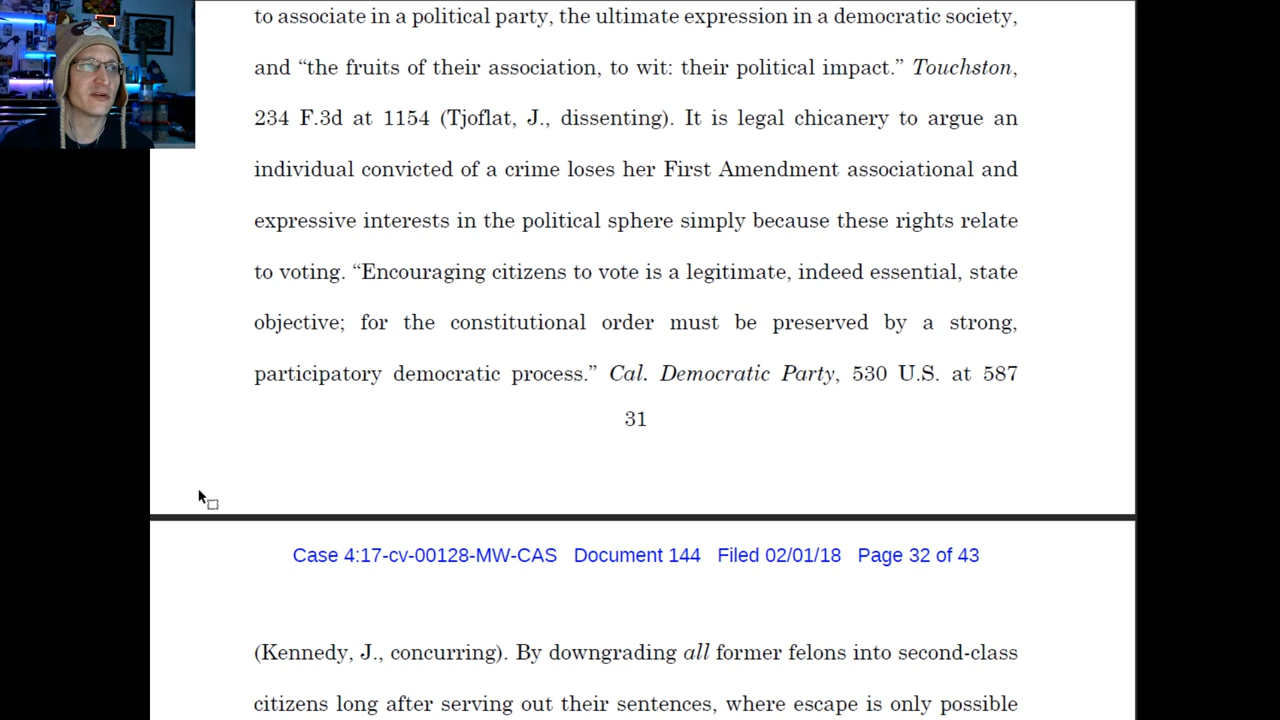 to associate in a political party, the ultimate expression in a democratic society,
and “the fruits of their association, to wit: their political impact.” Touchston,
234 F.3d at 1154 (Tjoflat, J., dissenting). It is legal chicanery to argue an
individual convicted of a crime loses her First Amendment associational and
expressive interests in the political sphere simply because these rights relate
to voting. “Encouraging citizens to vote is a legitimate, indeed essential, state
objective; for the constitutional order must be preserved by a strong,
participatory democratic process.” Cal. Democratic Party, 530 U.S. at 587
31
Case 4:17-cv-00128-MW-CAS Document 144 Filed 02/01/18 Page 32 of 43
(Kennedy, J., concurring). By downgrading all former felons into second-class
citizens long after serving out their sentences, where escape is only possible